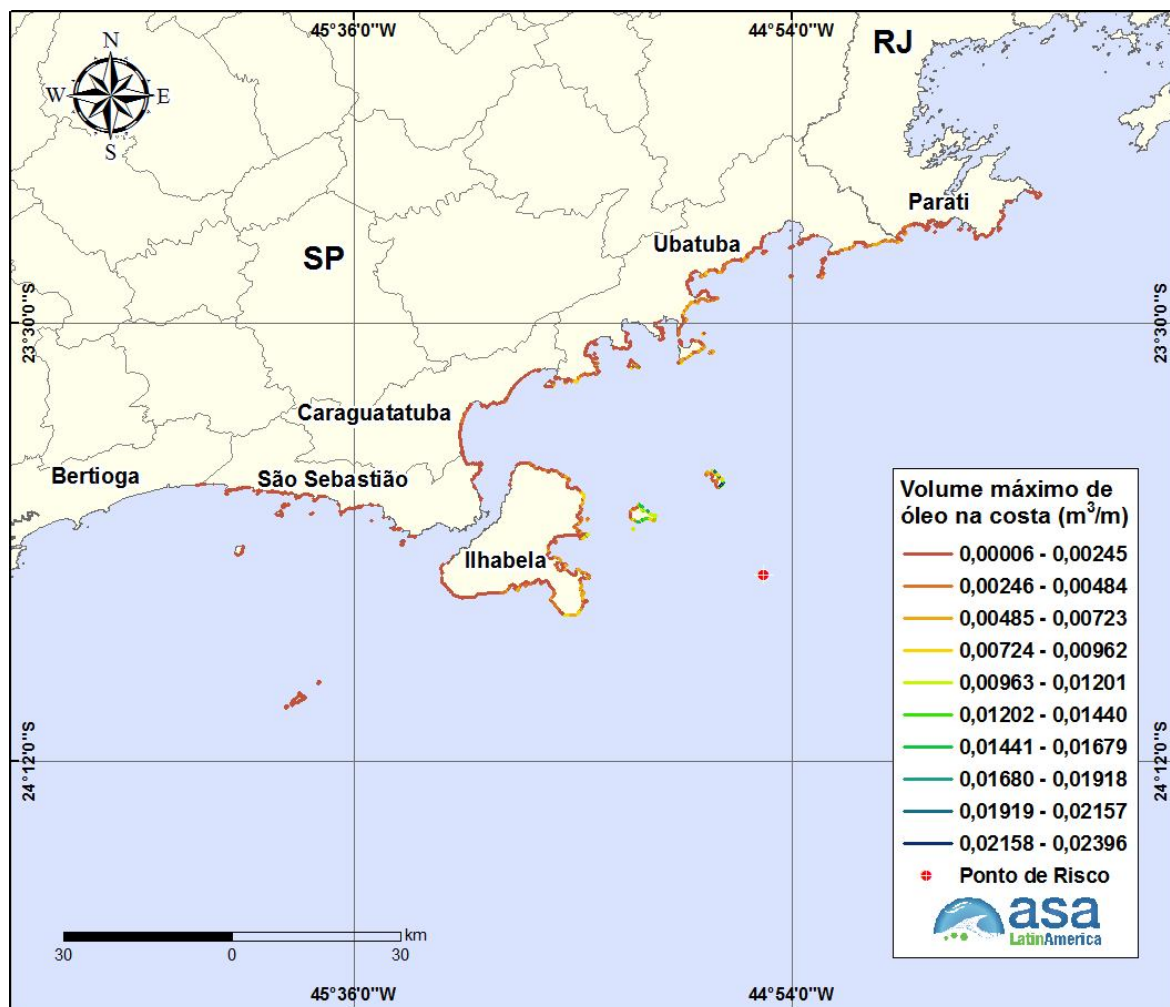 45°36'0"W
44°54'0"W
N
W
E
S
RJ
Parati
Ubatuba
SP
23°30'0"S
23°30'0"S
Caraguatatuba
Bertioga
São Sebastião
Ilhabela
Volume máximo de
óleo na costa (m³/m)
0,00006 - 0,00245
0,00246 - 0,00484
0,00485 - 0,00723
0,00724 - 0,00962
0,00963 - 0,01201
0,01202 - 0,01440
0,01441 - 0,01679
0,01680 - 0,01918
0,01919 - 0,02157
0,02158 - 0,02396
Ponto de Risco
asa
LatinAmerica
24°12'0"S
24°12'0"S
km
30
0
30
45°36'0"W
44°54'0"W